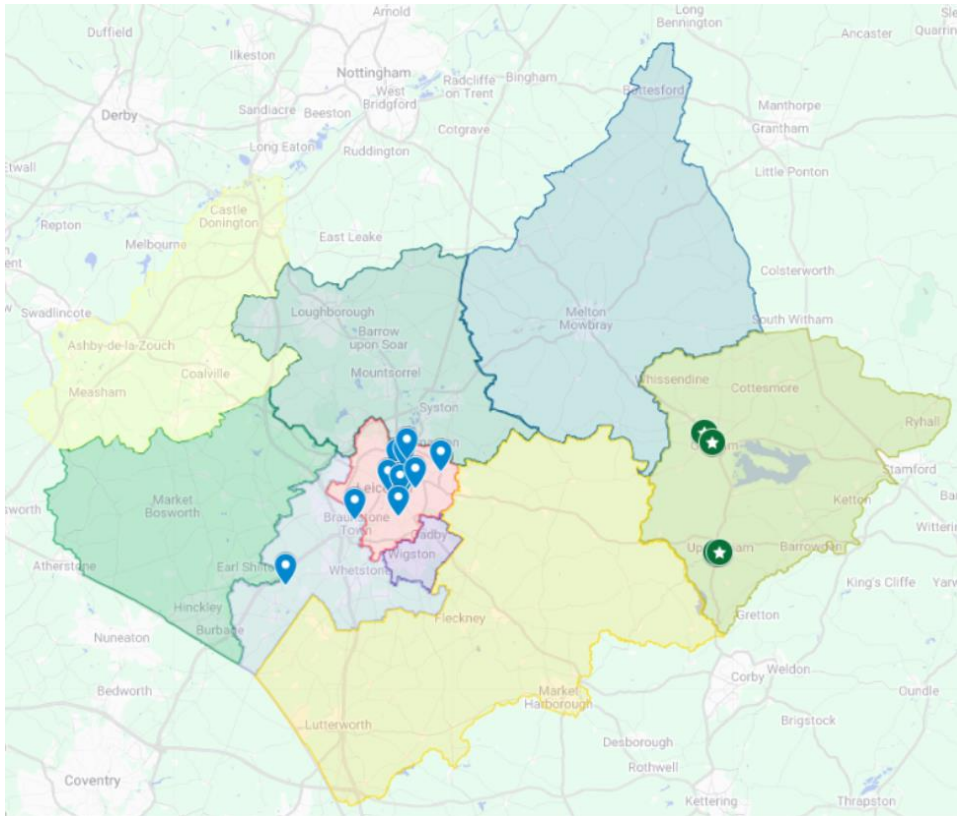 Arnold
Long
Bennington
Duffield
Ilkeston
Ancaster
Nottingham
Radcliffe
on Trent
Bingham
West
Bridgford
Bottesford
Derby
Sandiacre
Beeston
Manthorpe
Grantham
Cotgrave
Long Eaton
Ruddington
Etwall
Little Ponton
Castle
Donington
Repton
East Leake
Melbourne
Colsterworth
Swadlincote
Loughborough
Melton
Mowbray
South Witham
Barrow
upon Soar
Ashby-de-la-Zouch
Mountsorrel
Coalville
Whissendine
Cottesmore
Measham
Syston
Ryhall
Stamford
Market
Bosworth
Ketton
Braunstone
Town
Wigston
Barrowden
Earl Shilton
Whetstone
Atherstone
King's Cliffe
Hinckley
Burbage
Fleckney
Gretton
Nuneaton
Corby
Weldon
Bedworth
Market
Harborough
Oundle
Lutterworth
Brigstock
Desborough
Rothwell
Coventry
Kettering
Thrapston